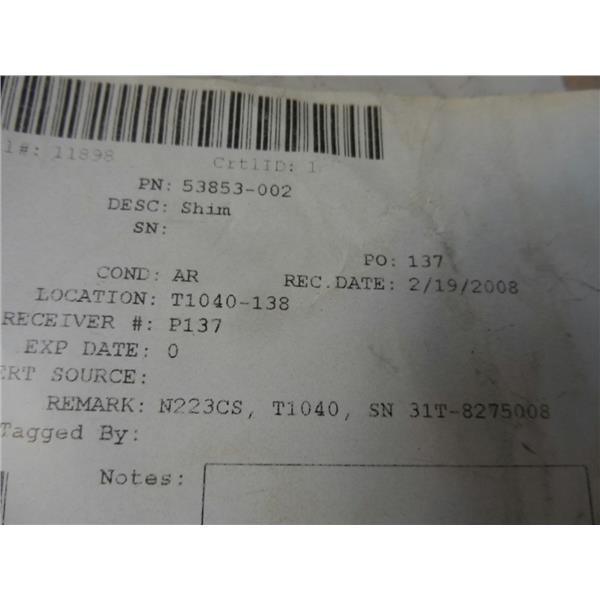 l#: 11898 Crt1ID: 1
PN: 53853-002
DESC: Shim
SN:
PO: 137
COND: AR REC.DATE: 2/19/2008
LOCATION: T1040-138
RECEIVER #: P137
EXP DATE: 0
ERT SOURCE:
REMARK: N223CS, T1040, SN 31T-8275008
Tagged By:
Notes: